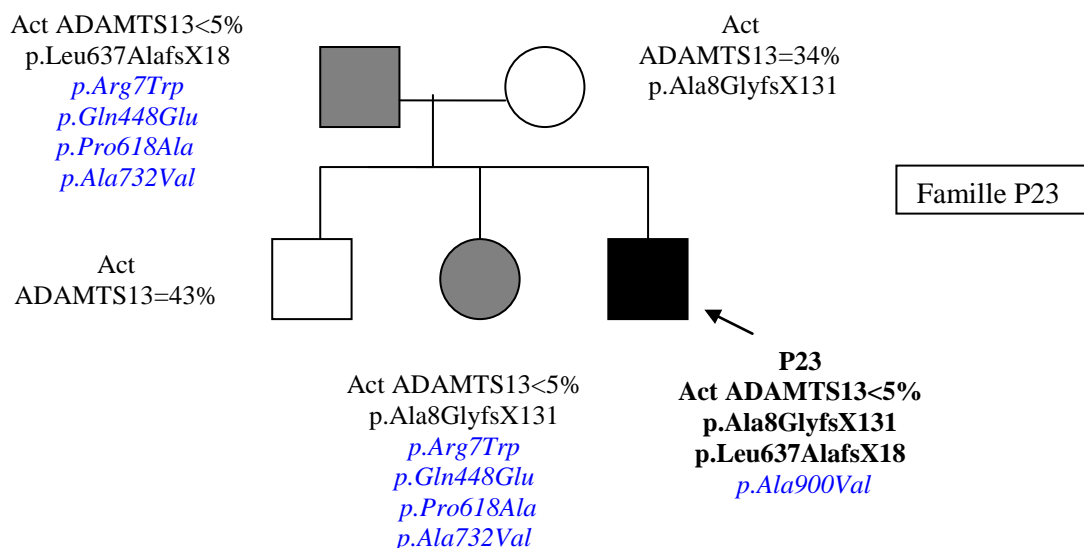 Act ADAMTS13<5%
p.Leu637AlafsX18
p.Arg7Trp
p.Gln448Glu
p.Pro618Ala
p.Ala732Val
Act
ADAMTS13=34%
p.Ala8GlyfsX131
Famille P23
Act
ADAMTS13=43%
Act ADAMTS13<5%
p.Ala8GlyfsX131
p.Arg7Trp
p.Gln448Glu
p.Pro618Ala
p.Ala732Val
P23
Act ADAMTS13<5%
p.Ala8GlyfsX131
p.Leu637AlafsX18
p.Ala900Val